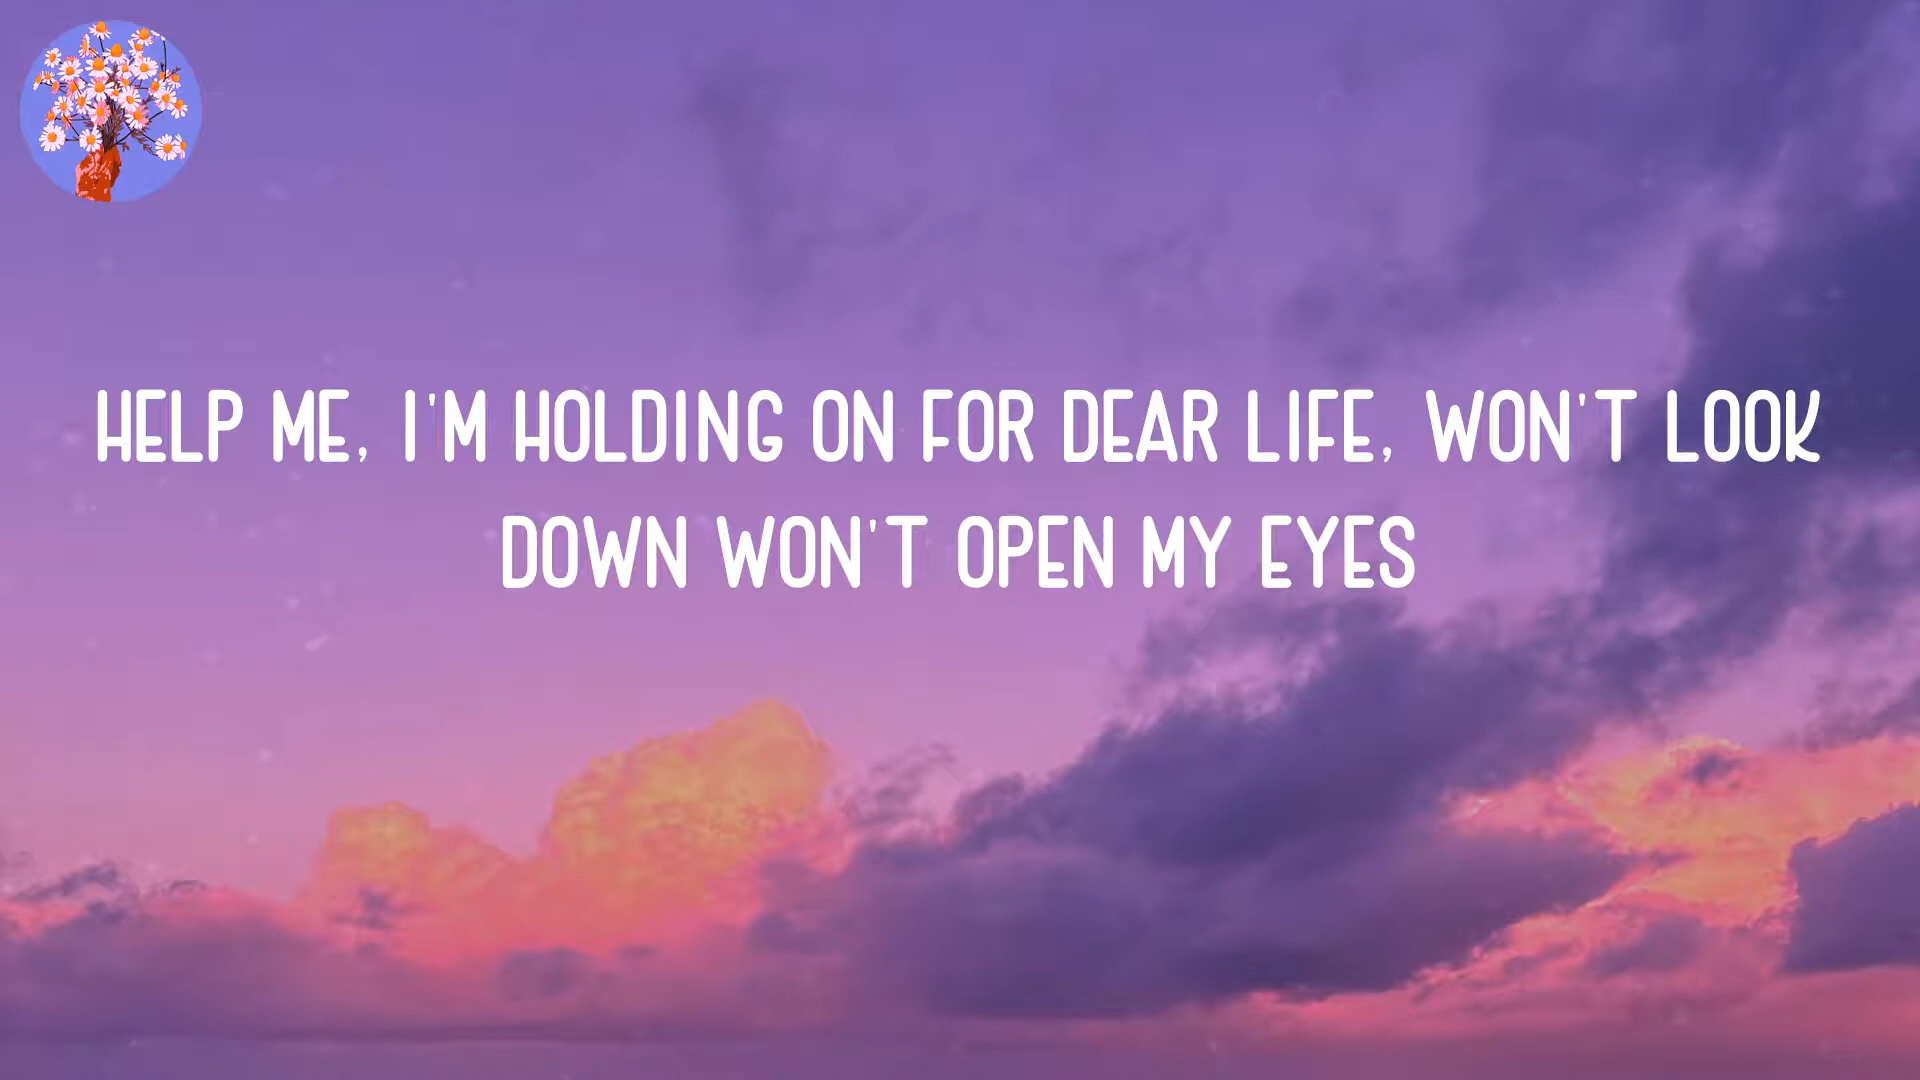 HELP ME, I'M HOLDING ON FOR DEAR LIFE, WON'T LOOK
DOWN WON'T OPEN MY EYES